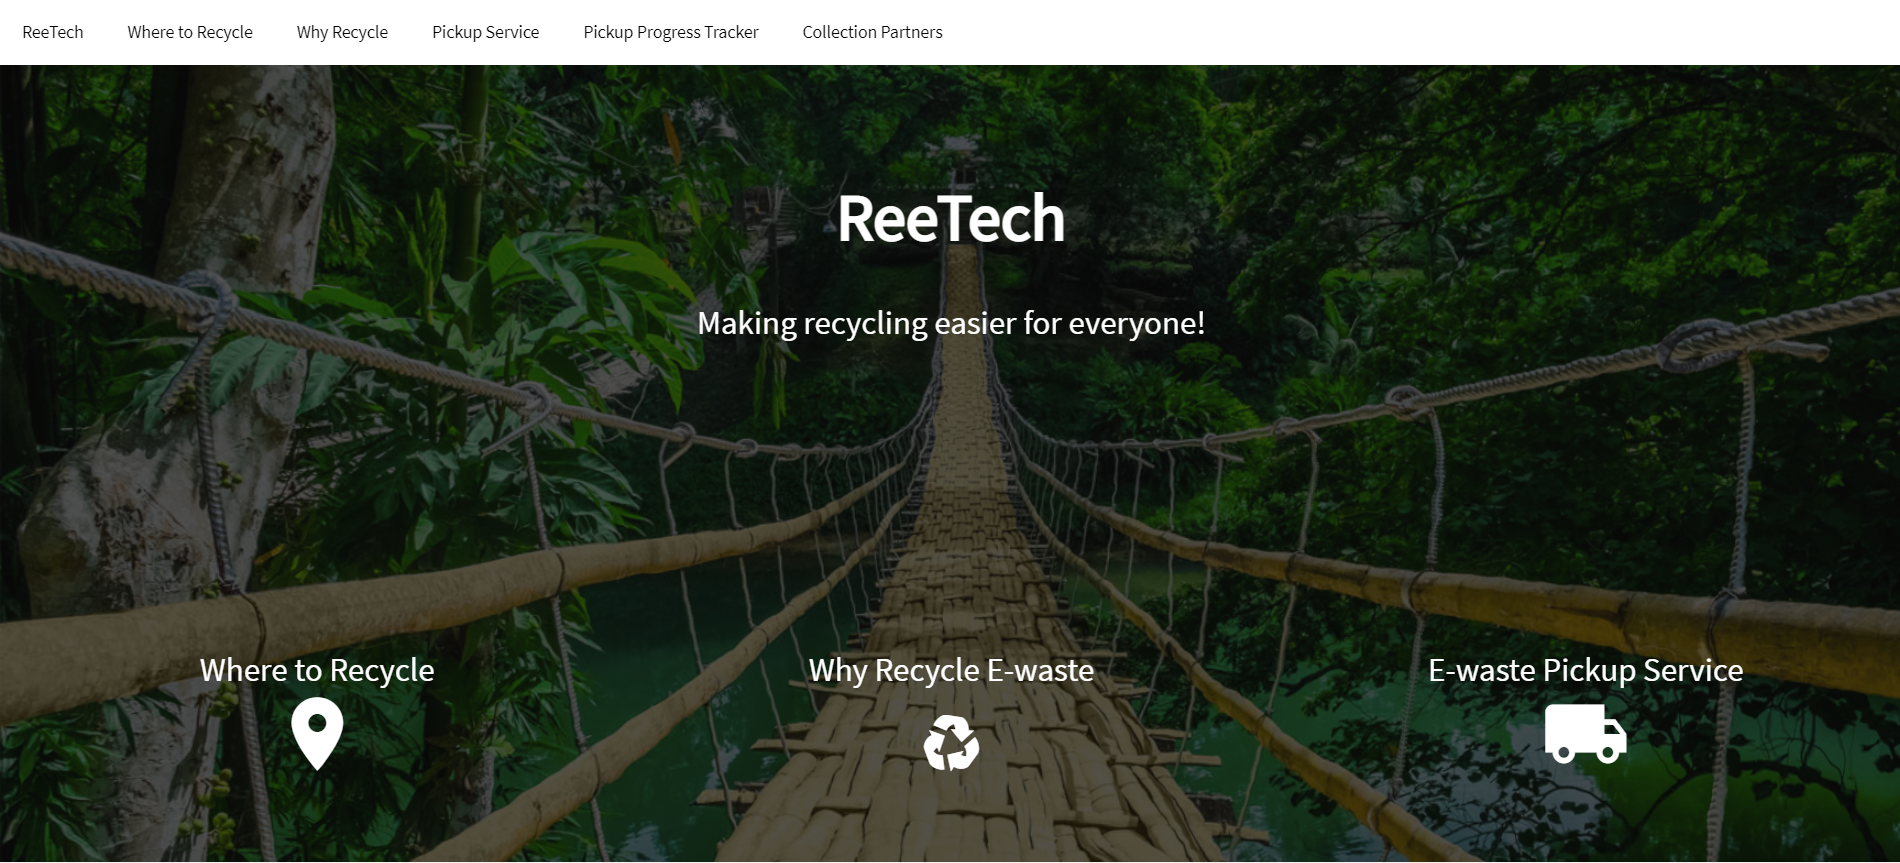 ReeTech Where to Recycle Why Recycle Pickup Service Pickup Progress Tracker Collection Partners
ReeTech
Making recycling easier for everyone!
Where to Recycle Why Recycle E-waste E-waste Pickup Service